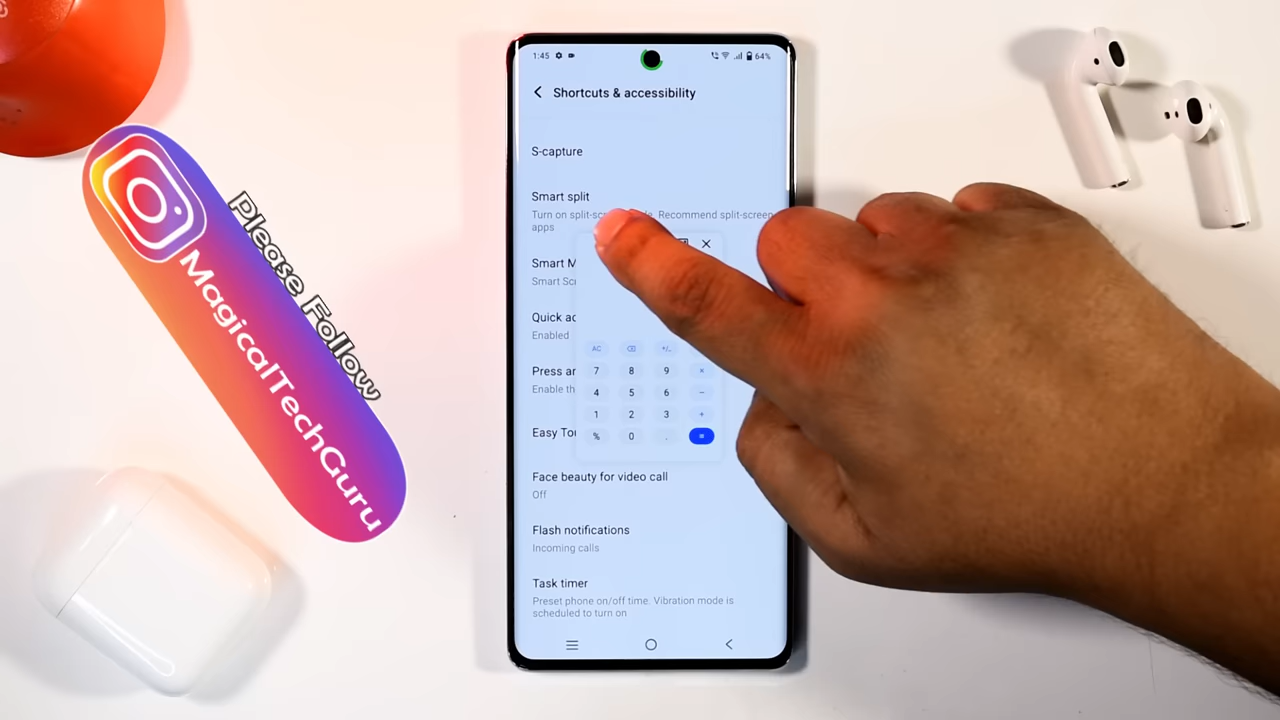 1:45
64%
Shortcuts & accessibility
S-capture
Smart split
Turn on split-sc
Recommend split-screen
apps
Smart M
Smart Scr
Quick ac
Enabled
AC
+/-
7 8 9 ×
Press an
4 5 6 −
Enable th
1 2 3 +
Easy Tou
% 0 . =
Face beauty for video call
Off
Flash notifications
Incoming calls
Task timer
Preset phone on/off time. Vibration mode is
scheduled to turn on
Please Follow
MagicalTechGuru